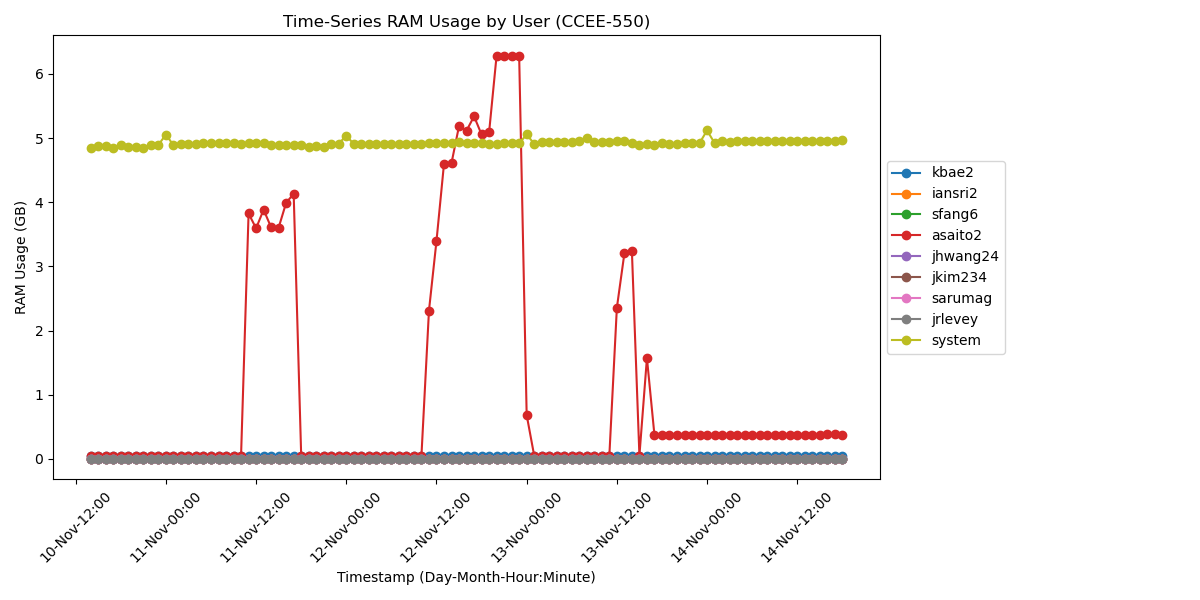 Time-Series RAM Usage by User (CCEE-550)
RAM Usage (GB)
6
5
4
3
2
1
0
10-Nov-12:00
11-Nov-00:00
11-Nov-12:00
12-Nov-00:00
12-Nov-12:00
13-Nov-00:00
13-Nov-12:00
14-Nov-00:00
14-Nov-12:00
Timestamp (Day-Month-Hour:Minute)
kbae2
iansri2
sfang6
asaito2
jhwang24
jkim234
sarumag
jrlevey
system